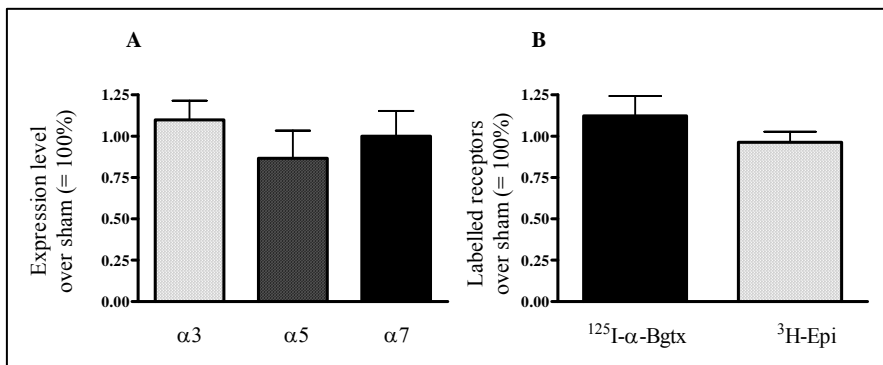 A
Expression level
over sham (= 100%)
1.25
1.00
0.75
0.50
0.25
0.00
α3 α5 α7
B
Labelled receptors
over sham (= 100%)
1.25
1.00
0.75
0.50
0.25
0.00
¹²⁵I-α-Bgtx ³H-Epi